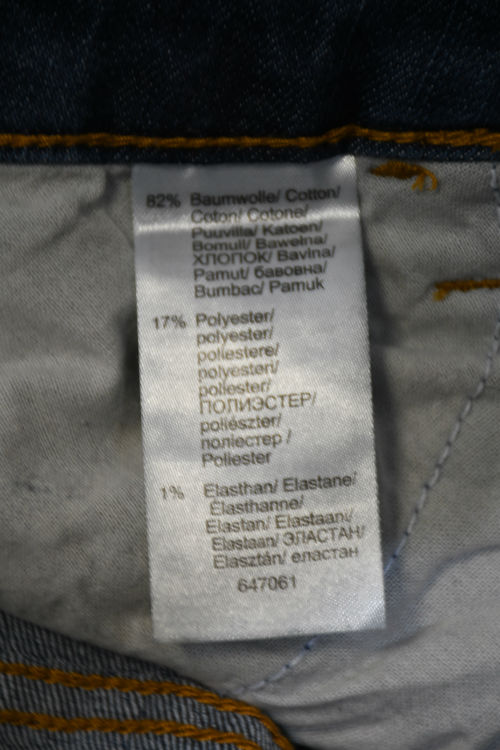 82% Baumwolle/ Cotton/
Coton/ Cotone/
Puuvilla/ Katoen/
Bomull/ Bawełna/
ХЛОПОК/ Bavlna/
Pamut/ бавовна/
Bumbac/ Pamuk
17% Polyester/
polyester/
poliestere/
polyesteri/
poliester/
ПОЛИЭСТЕР/
poliészter/
поліестер /
Poliester
1% Elasthan/ Elastane/
Élasthanne/
Elastan/ Elastaani/
Elastaan/ ЭЛАСТАН/
Elasztán/ еластан
647061